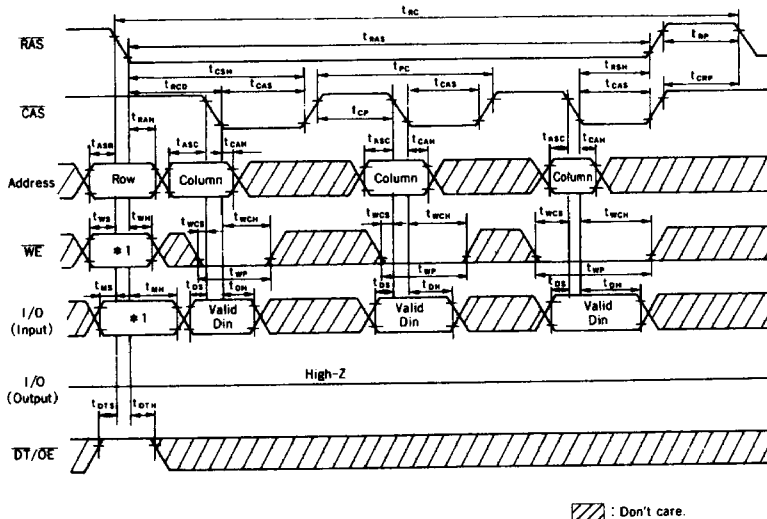 tRC
RAS
tRAS
tRP
tCSH
tPC
tRSH
tRCD
tCAS
tCAS
tCAS
tCRP
CAS
tCP
tASR
tRAH
tASC
tCAH
tASC
tCAH
tASC
tCAH
Address
Row
Column
Column
Column
tWS
tWH
tWCS
tWCH
tWCS
tWCH
tWCS
tWCH
WE
*1
tWP
tWP
tWP
tMS
tMH
tDS
tDH
tDS
tDH
tDS
tDH
I/O
(Input)
*1
Valid
Din
Valid
Din
Valid
Din
I/O
(Output)
High-Z
tDTS
tDTH
DT/OE
: Don't care.